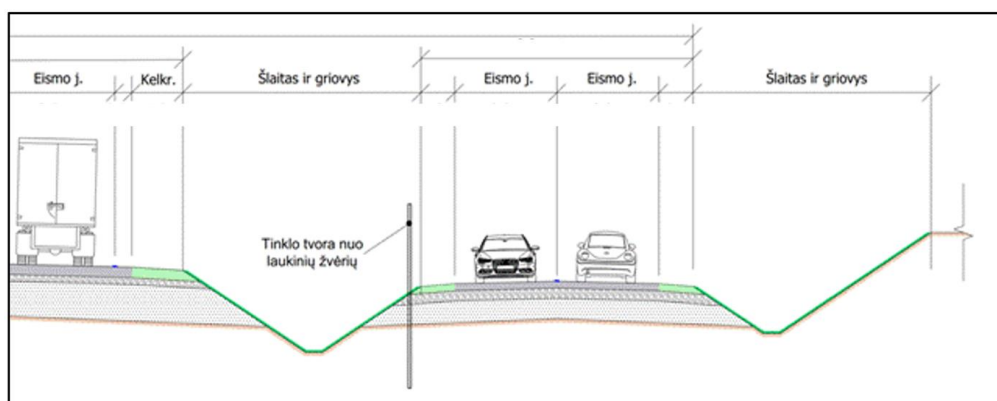 Eismo j.
Kelkr.
Šlaitas ir griovys
Eismo j.
Eismo j.
Šlaitas ir griovys
Tinklo tvora nuo
laukinių žvėrių